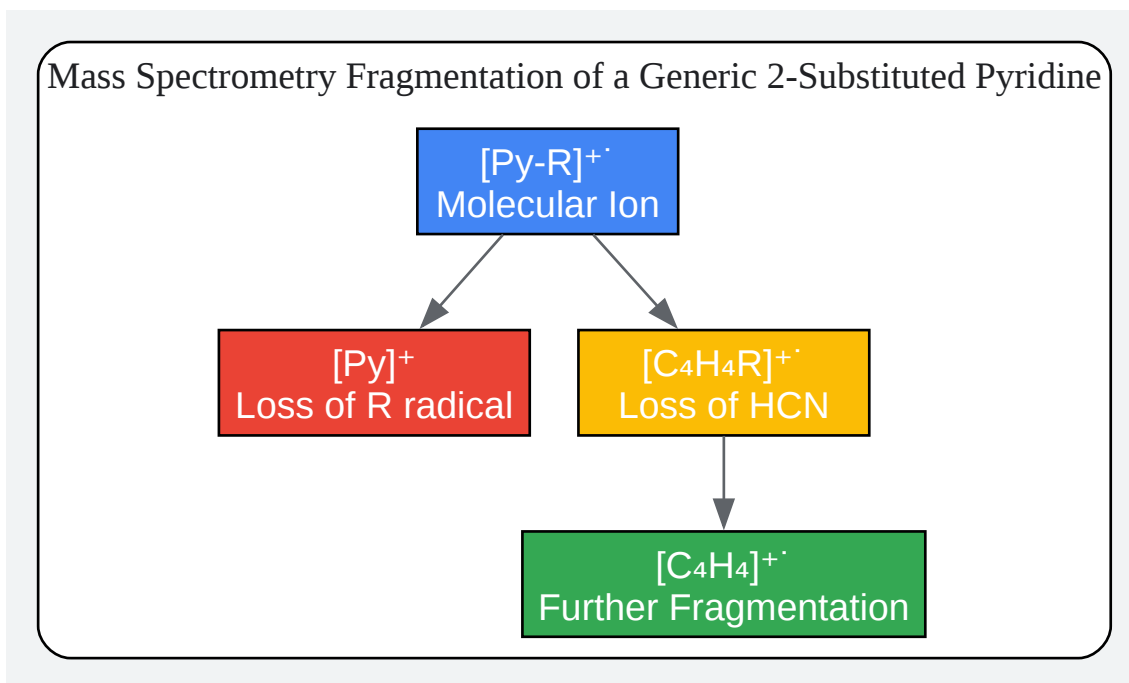 Mass Spectrometry Fragmentation of a Generic 2-Substituted Pyridine
[Py-R]⁺˙
Molecular Ion
[Py]⁺
Loss of R radical
[C₄H₄R]⁺˙
Loss of HCN
[C₄H₄]⁺˙
Further Fragmentation